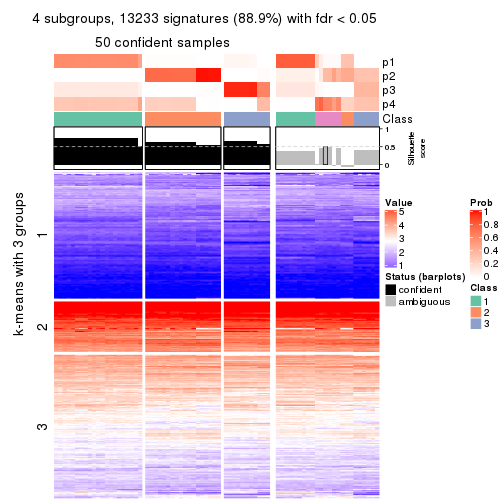 4 subgroups, 13233 signatures (88.9%) with fdr < 0.05
50 confident samples
p1
p2
p3
p4
Class
1
0.5
0
Silhouette
score
k-means with 3 groups
1
2
3
Value
5
4
3
2
1
Status (barplots)
confident
ambiguous
Prob
1
0.8
0.6
0.4
0.2
0
Class
1
2
3